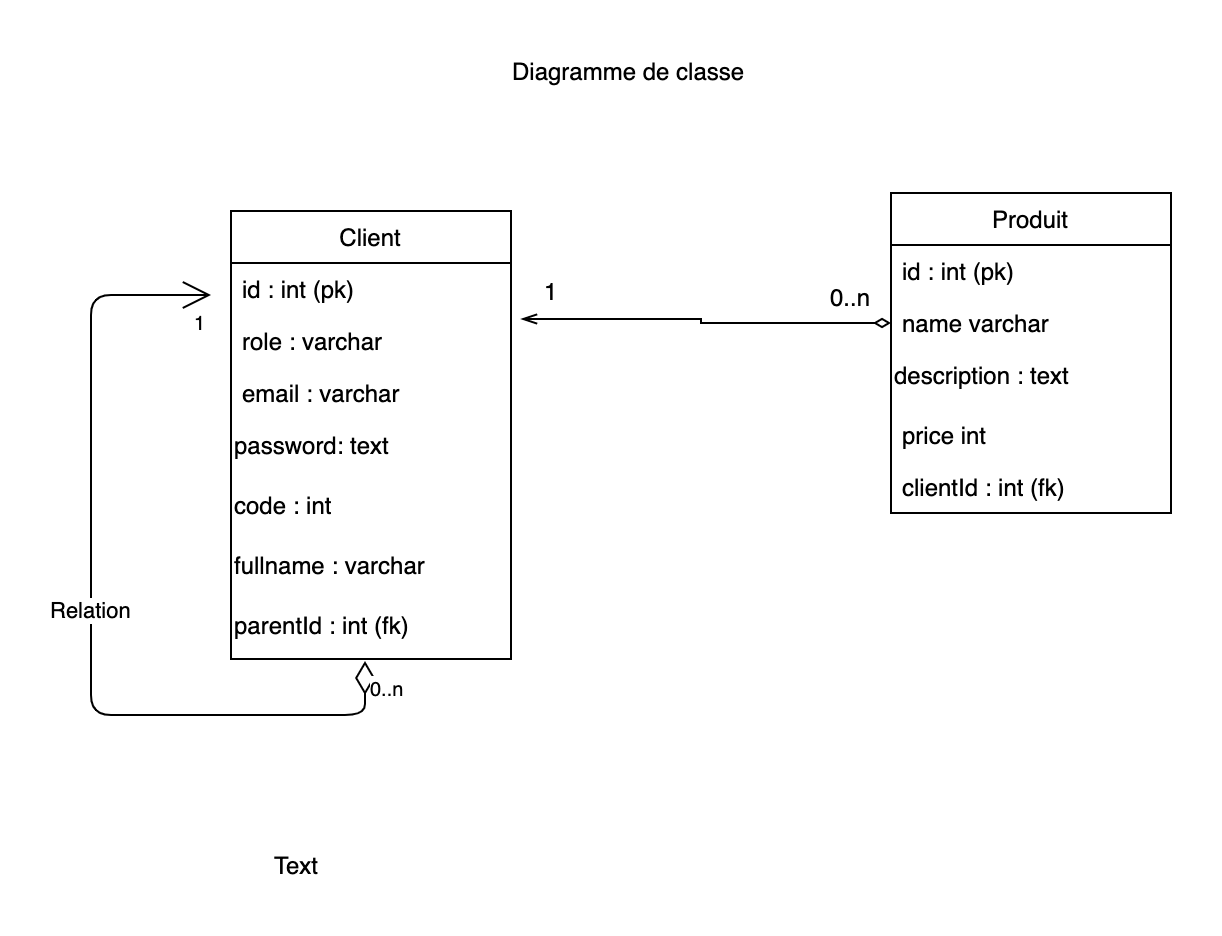 Diagramme de classe
Client
id : int (pk)
role : varchar
email : varchar
password: text
code : int
fullname : varchar
parentId : int (fk)
1
Relation
0..n
1
0..n
Produit
id : int (pk)
name varchar
description : text
price int
clientId : int (fk)
Text